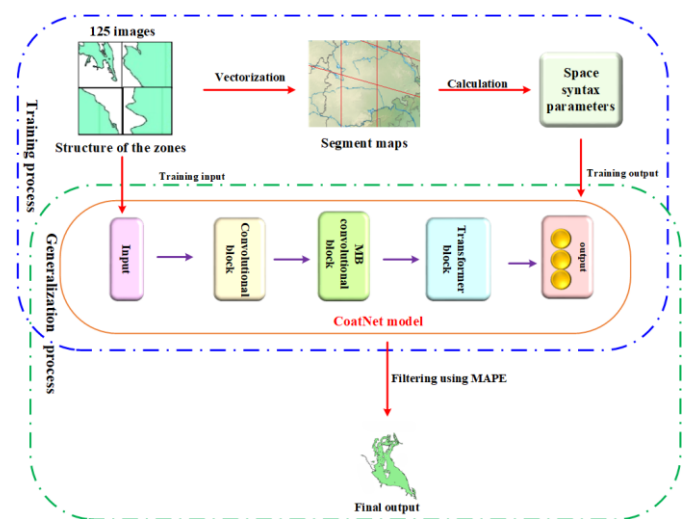 125 images
Vectorization
Calculation
Space
syntax
parameters
Structure of the zones
Segment maps
Training process
Training input
Training output
Generalization process
Input
Convolutional
block
MB
convolutional
block
Transformer
block
output
CoatNet model
Filtering using MAPE
Final output